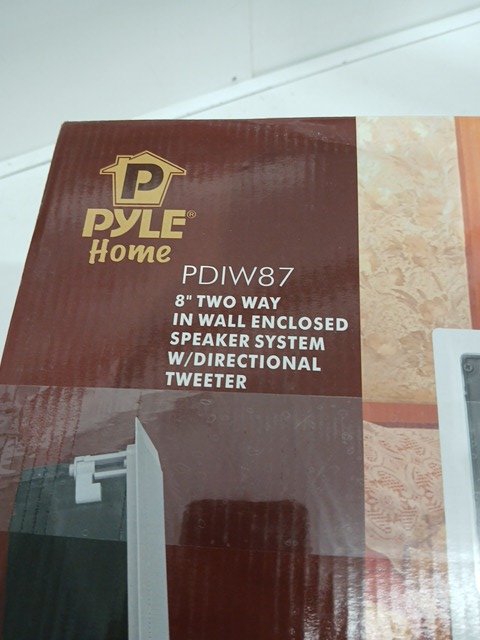 P
PYLE®
Home
PDIW87
8" TWO WAY
IN WALL ENCLOSED
SPEAKER SYSTEM
W/DIRECTIONAL
TWEETER